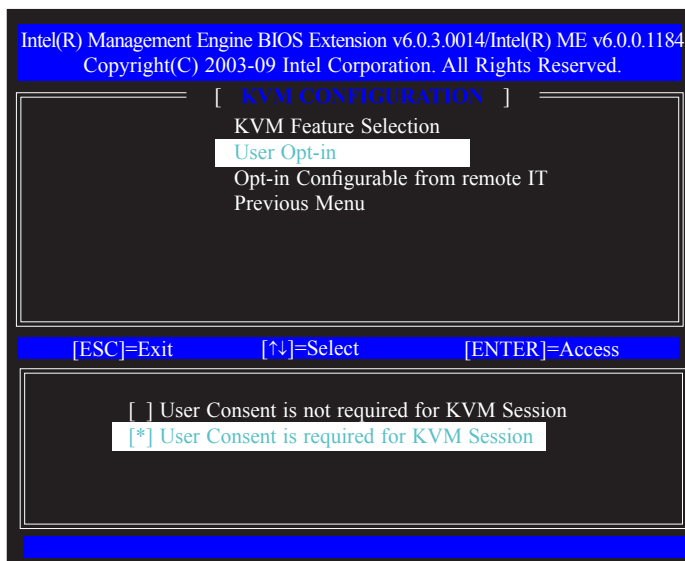 Intel(R) Management Engine BIOS Extension v6.0.3.0014/Intel(R) ME v6.0.0.1184
Copyright(C) 2003-09 Intel Corporation. All Rights Reserved.
[ KVM CONFIGURATION ]
KVM Feature Selection
User Opt-in
Opt-in Configurable from remote IT
Previous Menu
[ESC]=Exit [↑↓]=Select [ENTER]=Access
[ ] User Consent is not required for KVM Session
[*] User Consent is required for KVM Session